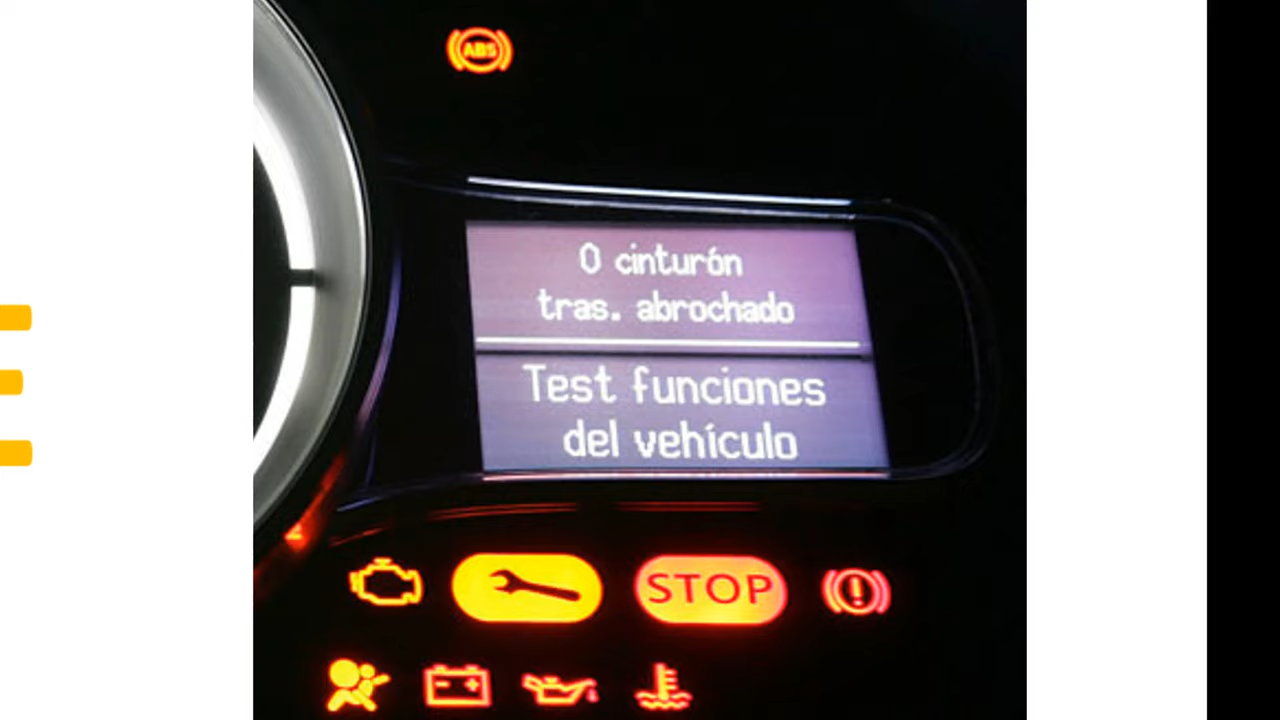 ABS
0 cinturón
tras. abrochado
Test funciones
del vehículo
STOP